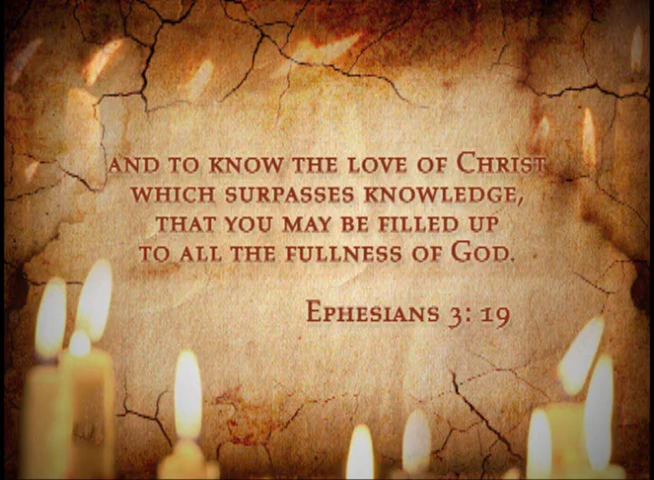 and to know the love of Christ
which surpasses knowledge,
that you may be filled up
to all the fullness of God.
Ephesians 3: 19